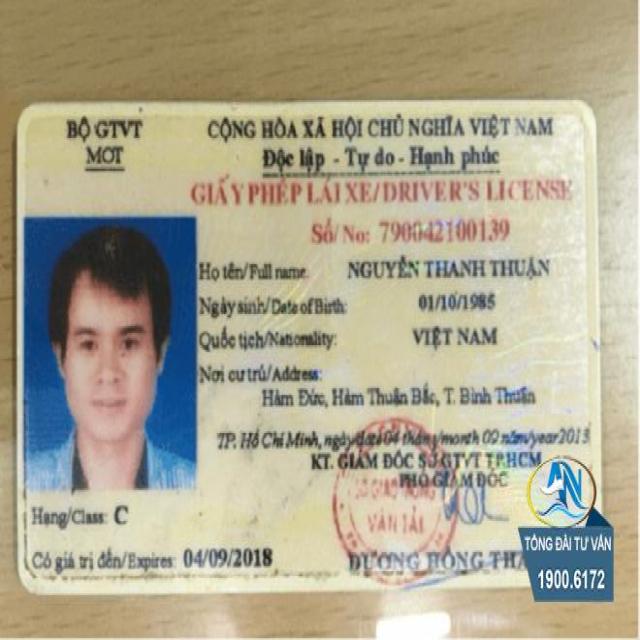 BỘ GTVT
MOT
CỘNG HÒA XÃ HỘI CHỦ NGHĨA VIỆT NAM
Độc lập - Tự do - Hạnh phúc
GIẤY PHÉP LÁI XE/DRIVER'S LICENSE
Số/No: 790042100139
Họ tên/Full name: NGUYỄN THANH THUẬN
Ngày sinh/Date of Birth: 01/10/1985
Quốc tịch/Nationality: VIỆT NAM
Nơi cư trú/Address:
Hàm Đức, Hàm Thuận Bắc, T. Bình Thuận
TP. Hồ Chí Minh, ngày/date 04 tháng/month 09 năm/year 2013
KT. GIÁM ĐỐC SỞ GTVT TP.HCM
PHÓ GIÁM ĐỐC
SỞ GIAO THÔNG
VẬN TẢI
Hạng/Class: C
Có giá trị đến/Expires: 04/09/2018
DƯƠNG HỒNG
TỔNG ĐÀI TƯ VẤN
1900.6172